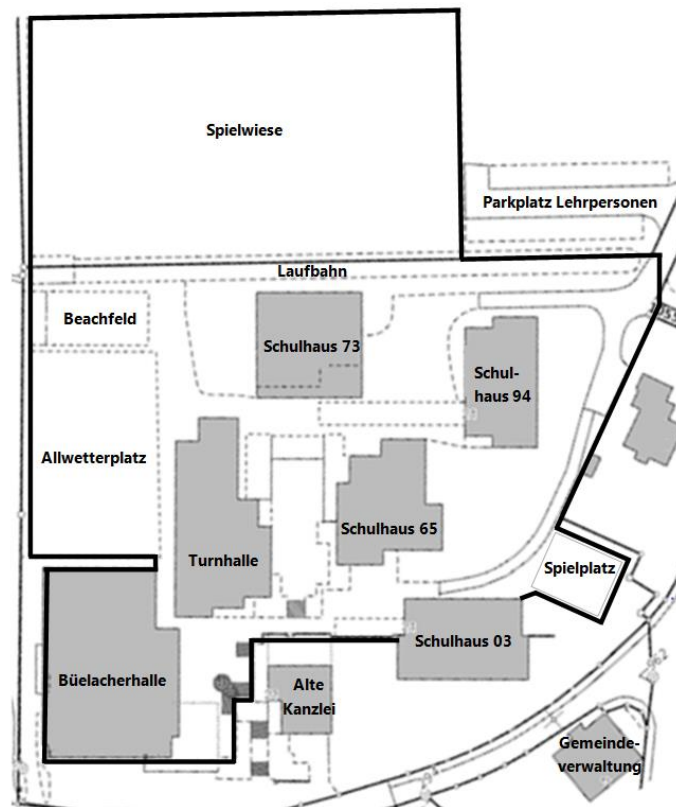 Spielwiese
Parkplatz Lehrpersonen
Laufbahn
Beachfeld
Schulhaus 73
Schul-
haus 94
Allwetterplatz
Schulhaus 65
Turnhalle
Spielplatz
Schulhaus 03
Büelacherhalle
Alte
Kanzlei
Gemeinde-
verwaltung